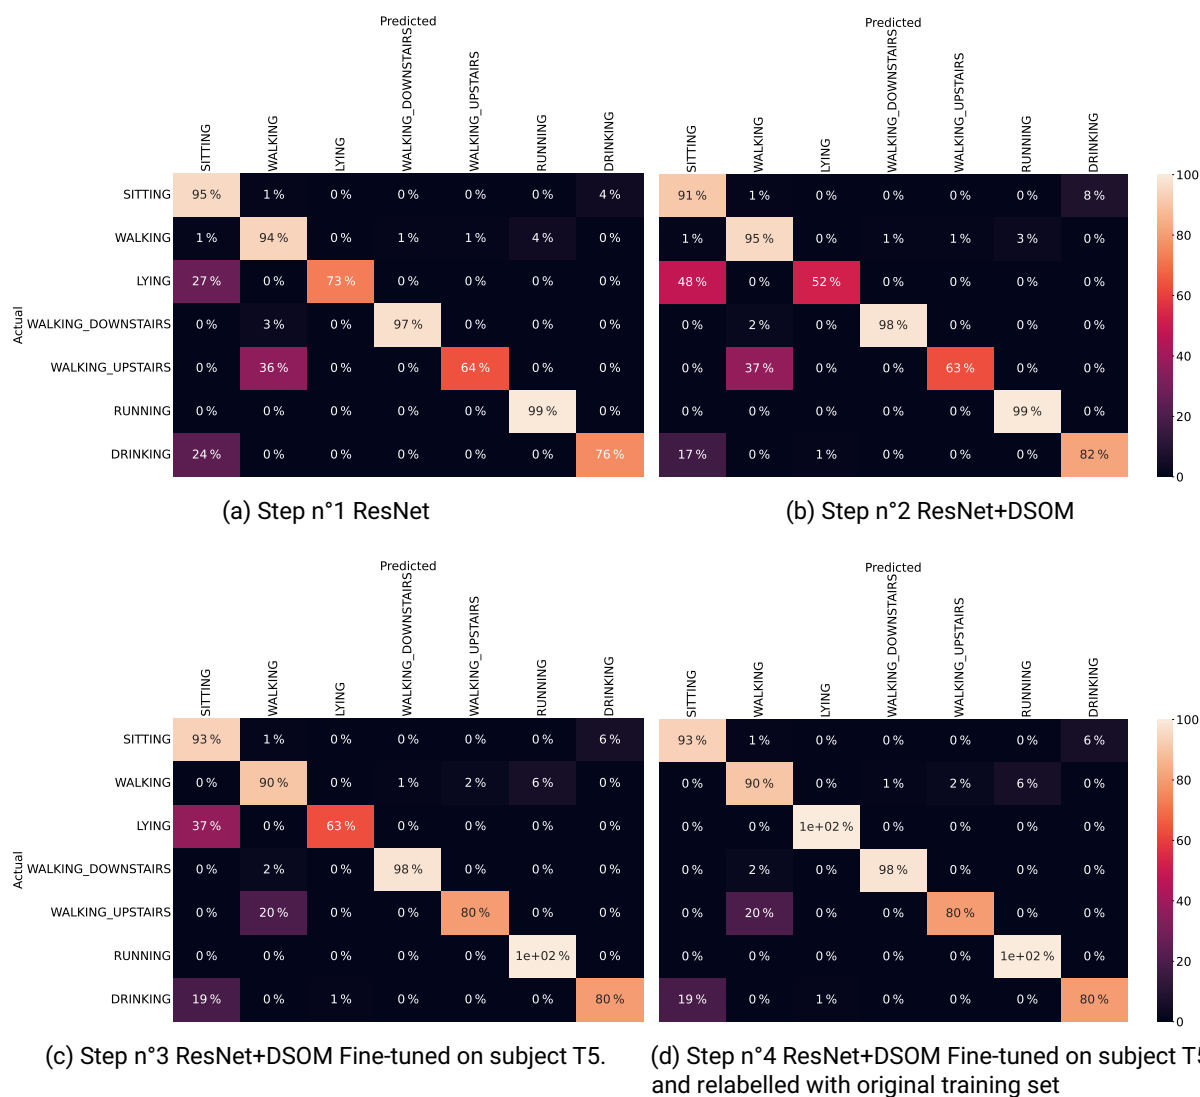 Predicted
SITTING WALKING LYING WALKING_DOWNSTAIRS WALKING_UPSTAIRS RUNNING DRINKING
Actual
SITTING 95 % 1 % 0 % 0 % 0 % 0 % 4 %
WALKING 1 % 94 % 0 % 1 % 1 % 4 % 0 %
LYING 27 % 0 % 73 % 0 % 0 % 0 % 0 %
WALKING_DOWNSTAIRS 0 % 3 % 0 % 97 % 0 % 0 % 0 %
WALKING_UPSTAIRS 0 % 36 % 0 % 0 % 64 % 0 % 0 %
RUNNING 0 % 0 % 0 % 0 % 0 % 99 % 0 %
DRINKING 24 % 0 % 0 % 0 % 0 % 0 % 76 %
(a) Step n°1 ResNet
Predicted
SITTING WALKING LYING WALKING_DOWNSTAIRS WALKING_UPSTAIRS RUNNING DRINKING
91 % 1 % 0 % 0 % 0 % 0 % 8 %
1 % 95 % 0 % 1 % 1 % 3 % 0 %
48 % 0 % 52 % 0 % 0 % 0 % 0 %
0 % 2 % 0 % 98 % 0 % 0 % 0 %
0 % 37 % 0 % 0 % 63 % 0 % 0 %
0 % 0 % 0 % 0 % 0 % 99 % 0 %
17 % 0 % 1 % 0 % 0 % 0 % 82 %
100
80
60
40
20
0
(b) Step n°2 ResNet+DSOM
Predicted
SITTING WALKING LYING WALKING_DOWNSTAIRS WALKING_UPSTAIRS RUNNING DRINKING
Actual
SITTING 93 % 1 % 0 % 0 % 0 % 0 % 6 %
WALKING 0 % 90 % 0 % 1 % 2 % 6 % 0 %
LYING 37 % 0 % 63 % 0 % 0 % 0 % 0 %
WALKING_DOWNSTAIRS 0 % 2 % 0 % 98 % 0 % 0 % 0 %
WALKING_UPSTAIRS 0 % 20 % 0 % 0 % 80 % 0 % 0 %
RUNNING 0 % 0 % 0 % 0 % 0 % 1e+02 % 0 %
DRINKING 19 % 0 % 1 % 0 % 0 % 0 % 80 %
(c) Step n°3 ResNet+DSOM Fine-tuned on subject T5.
Predicted
SITTING WALKING LYING WALKING_DOWNSTAIRS WALKING_UPSTAIRS RUNNING DRINKING
93 % 1 % 0 % 0 % 0 % 0 % 6 %
0 % 90 % 0 % 1 % 2 % 6 % 0 %
0 % 0 % 1e+02 % 0 % 0 % 0 % 0 %
0 % 2 % 0 % 98 % 0 % 0 % 0 %
0 % 20 % 0 % 0 % 80 % 0 % 0 %
0 % 0 % 0 % 0 % 0 % 1e+02 % 0 %
19 % 0 % 1 % 0 % 0 % 0 % 80 %
100
80
60
40
20
0
(d) Step n°4 ResNet+DSOM Fine-tuned on subject T5
and relabelled with original training set